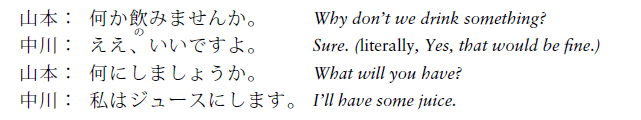 山本： 何か飲みませんか。 Why don't we drink something?
の
中川： ええ、いいですよ。 Sure. (literally, Yes, that would be fine.)
山本： 何にしましょうか。 What will you have?
中川： 私はジュースにします。 I'll have some juice.